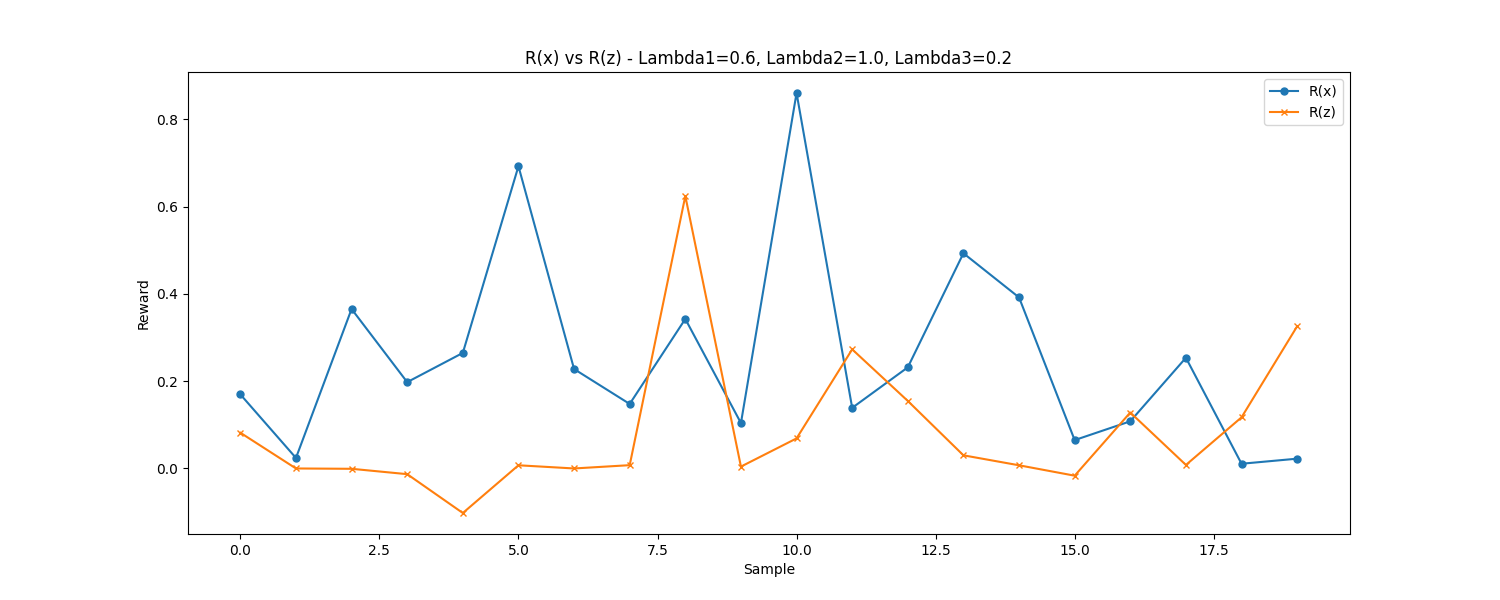 R(x) vs R(z) - Lambda1=0.6, Lambda2=1.0, Lambda3=0.2
R(x)
R(z)
0.8
0.6
0.4
0.2
0.0
Reward
0.0 2.5 5.0 7.5 10.0 12.5 15.0 17.5
Sample